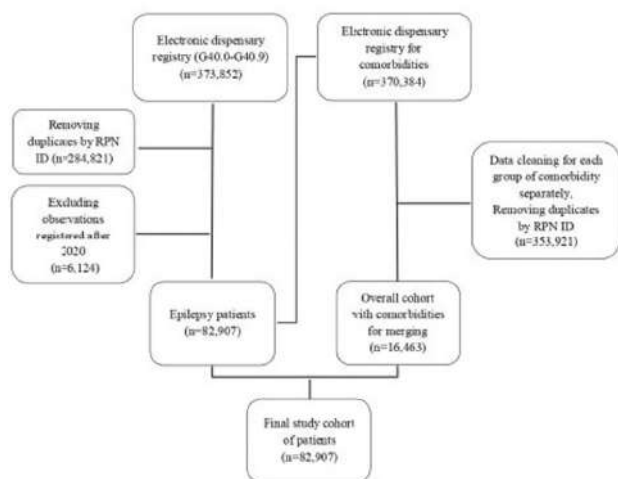 Electronic dispensary
registry (G40.0-G40.9)
(n=373,852)
Electronic dispensary
registry for
comorbidities
(n=370,384)
Removing
duplicates by RPN
ID (n=284,821)
Data cleaning for each
group of comorbidity
separately,
Removing duplicates
by RPN ID
(n=353,921)
Excluding
observations
registered after
2020
(n=6,124)
Epilepsy patients
(n=82,907)
Overall cohort
with comorbidities
for merging
(n=16,463)
Final study cohort
of patients
(n=82,907)